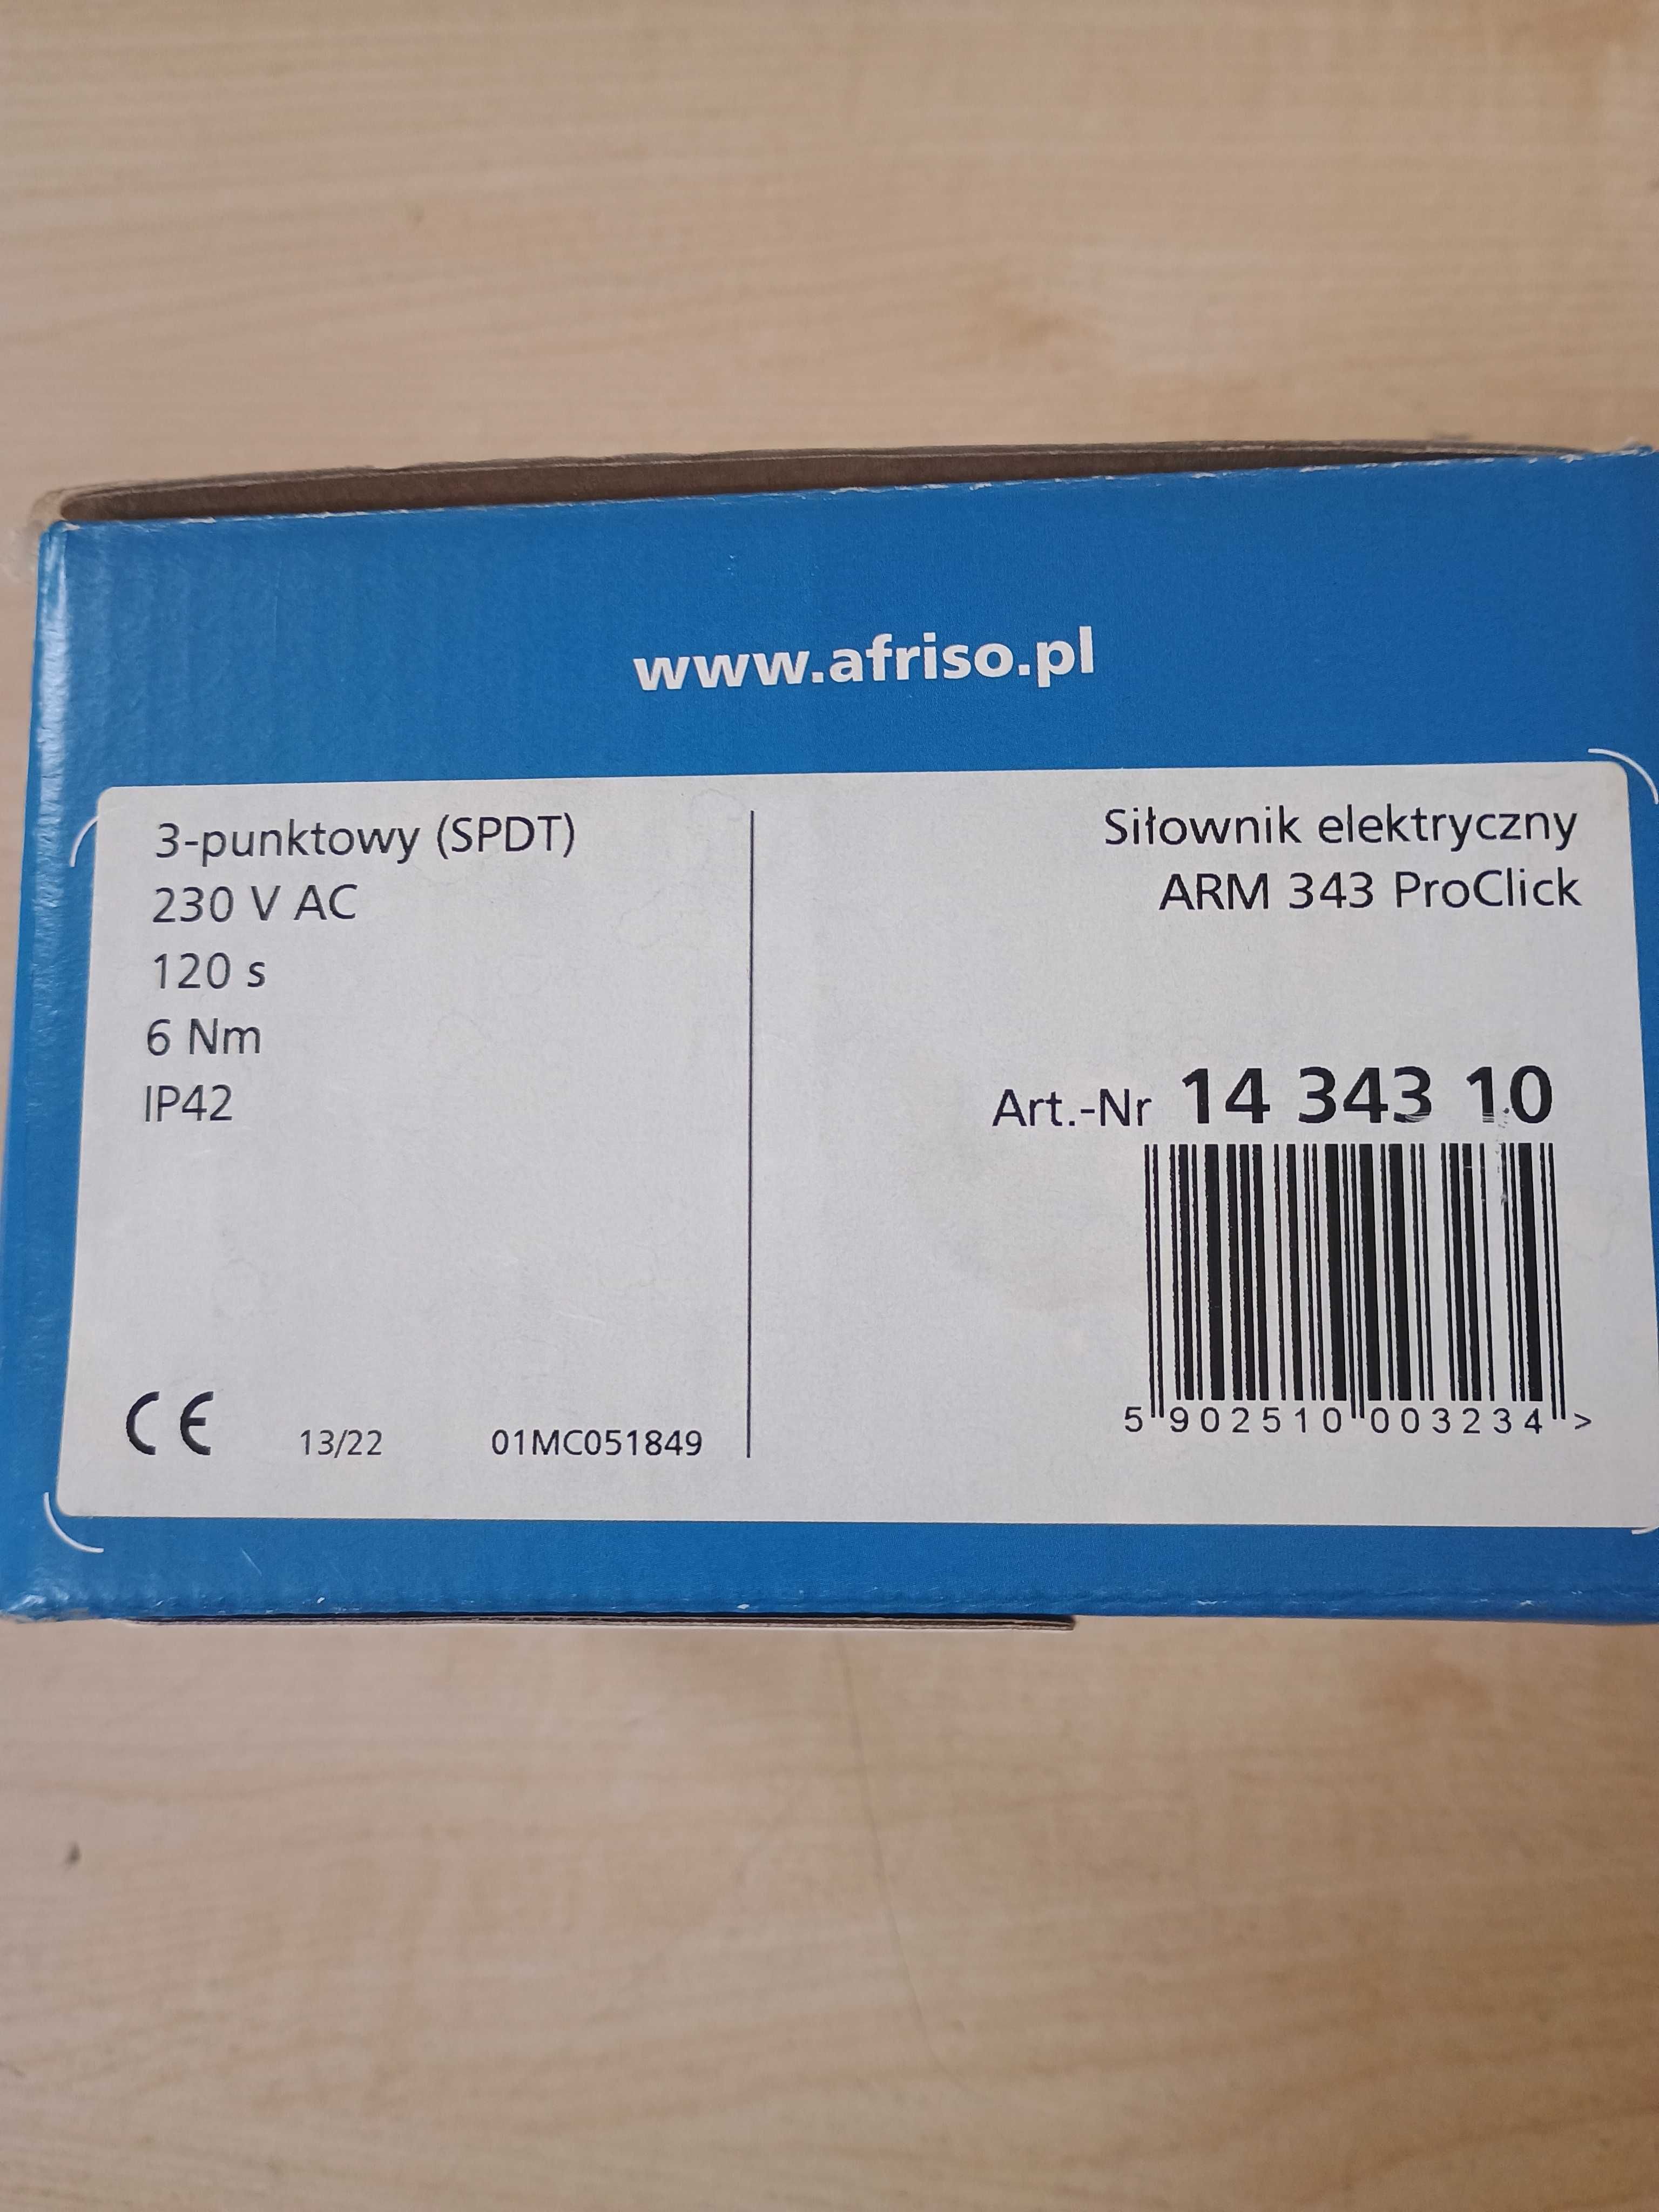 www.afriso.pl
3-punktowy (SPDT)
230 V AC
120 s
6 Nm
IP42
CE
13/22
01MC051849
Siłownik elektryczny
ARM 343 ProClick
Art.-Nr 14 343 10
5 902510 003234 >